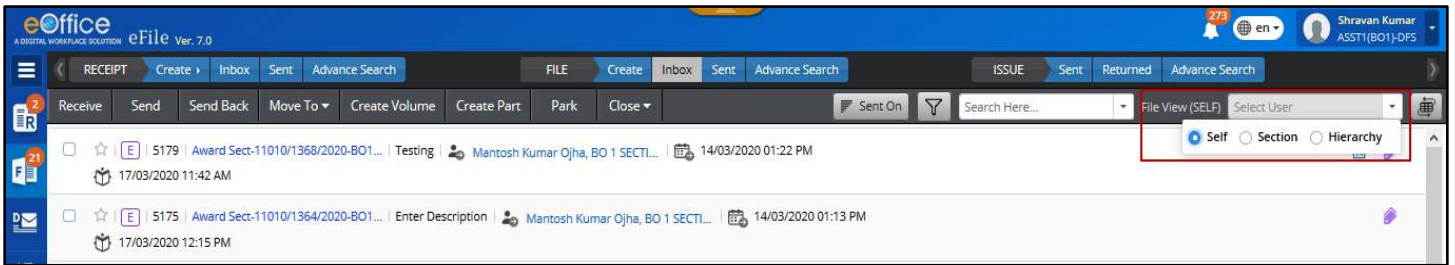 eOffice
A DIGITAL WORKPLACE SOLUTION eFile Ver. 7.0
273
en
Shravan Kumar
ASST1(BO1)-DFS
RECEIPT Create Inbox Sent Advance Search FILE Create Inbox Sent Advance Search ISSUE Sent Returned Advance Search
2
R
Receive Send Send Back Move To Create Volume Create Part Park Close Sent On Search Here... File View (SELF) Select User
Self Section Hierarchy
21
F
E 5179 Award Sect-11010/1368/2020-BO1... Testing Mantosh Kumar Ojha, BO 1 SECTI... 14/03/2020 01:22 PM
17/03/2020 11:42 AM
D
E 5175 Award Sect-11010/1364/2020-BO1... Enter Description Mantosh Kumar Ojha, BO 1 SECTI... 14/03/2020 01:13 PM
17/03/2020 12:15 PM